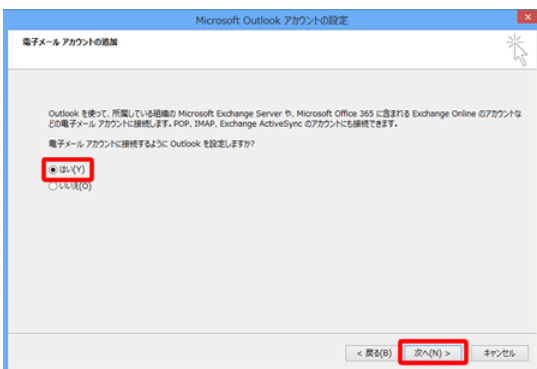 Microsoft Outlook アカウントの設定
電子メール アカウントの追加
Outlook を使って、所属している組織の Microsoft Exchange Server や、Microsoft Office 365 に含まれる Exchange Online のアカウントな
どの電子メール アカウントに接続します。POP、IMAP、Exchange ActiveSync のアカウントにも接続できます。
電子メール アカウントに接続するように Outlook を設定しますか?
はい(Y)
いいえ(O)
< 戻る(B)
次へ(N) >
キャンセル